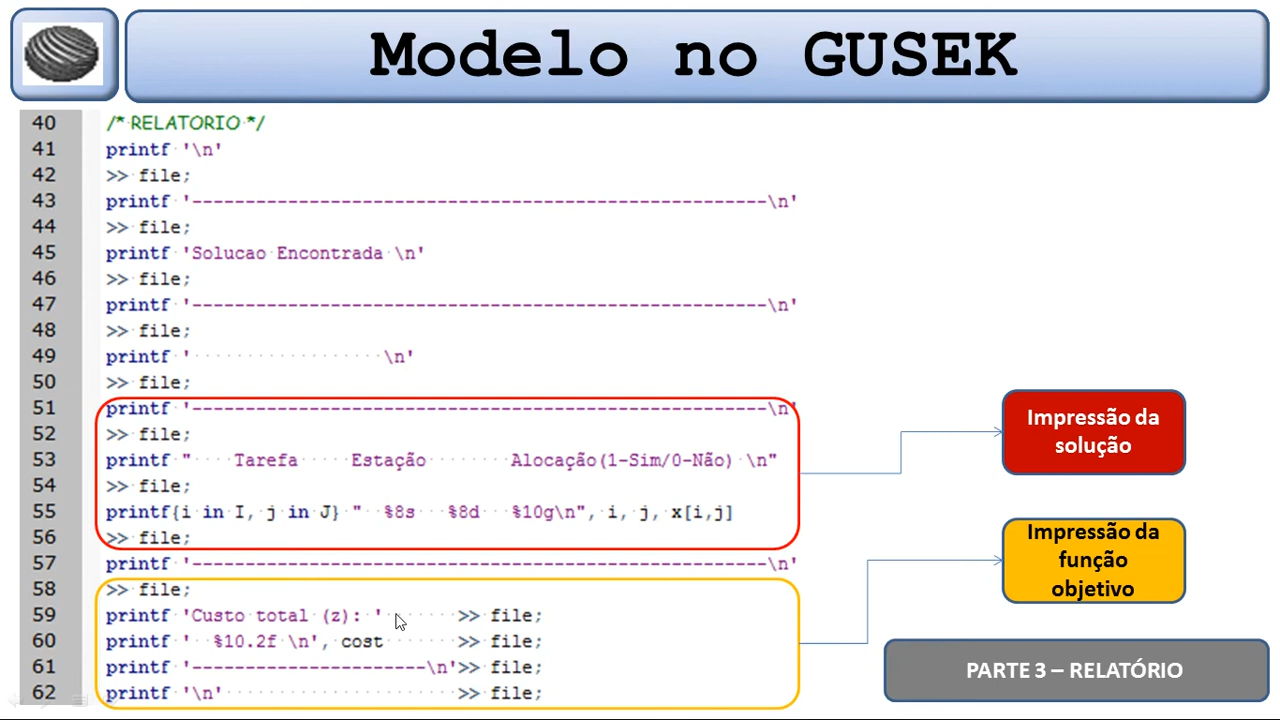 Modelo no GUSEK
40 /* RELATORIO */
41 printf '\n'
42 >> file;
43 printf '-----------------------------------------------------\n'
44 >> file;
45 printf 'Solucao Encontrada \n'
46 >> file;
47 printf '-----------------------------------------------------\n'
48 >> file;
49 printf '                  \n'
50 >> file;
51 printf '-----------------------------------------------------\n'
52 >> file;
53 printf "    Tarefa     Estação        Alocação(1-Sim/0-Não) \n"
54 >> file;
55 printf{i in I, j in J} "  %8s   %8d   %10g\n", i, j, x[i,j]
56 >> file;
57 printf '-----------------------------------------------------\n'
58 >> file;
59 printf 'Custo total (z): '       >> file;
60 printf '  %10.2f \n', cost       >> file;
61 printf '----------------------\n'>> file;
62 printf '\n'                      >> file;
Impressão da
solução
Impressão da
função
objetivo
PARTE 3 – RELATÓRIO